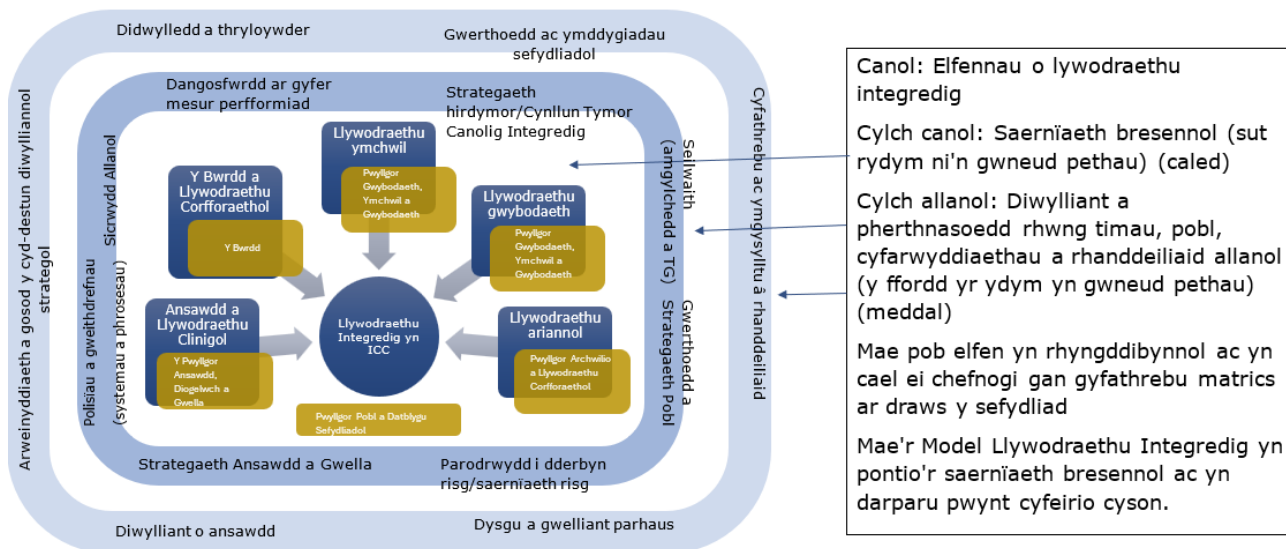 Didwylledd a thryloywder
Gwerthoedd ac ymddygiadau
sefydliadol
Arweinyddiaeth a gosod y cyd-destun diwylliannol
strategol
Cyfathrebu ac ymgysylltu â rhanddeiliaid
Diwylliant o ansawdd
Dysgu a gwelliant parhaus
Dangosfwrdd ar gyfer
mesur perfformiad
Strategaeth
hirdymor/Cynllun Tymor
Canolig Integredig
Sicrwydd Allanol
Polisiau a gweithdrefnau
(systemau a phrosesau)
Seilwaith
(amgylchedd a TG)
Gwerthoedd a
Strategaeth Pobl
Strategaeth Ansawdd a Gwella
Parodrwydd i dderbyn
risg/saernïaeth risg
Llywodraethu
ymchwil
Pwyllgor
Gwybodaeth,
Ymchwil a
Gwybodaeth
Y Bwrdd a
Llywodraethu
Corfforaethol
Y Bwrdd
Llywodraethu
gwybodaeth
Pwyllgor
Gwybodaeth,
Ymchwil a
Gwybodaeth
Ansawdd a
Llywodraethu
Clinigol
Y Pwyllgor
Ansawdd,
Diogelwch a
Gwella
Llywodraethu
Integredig yn
ICC
Llywodraethu
ariannol
Pwyllgor Archwilio
a Llywodraethu
Corfforaethol
Pwyllgor Pobl a Datblygu
Sefydliadol
Canol: Elfennau o lywodraethu
integredig
Cylch canol: Saernïaeth bresennol (sut
rydym ni'n gwneud pethau) (caled)
Cylch allanol: Diwylliant a
pherthnasoedd rhwng timau, pobl,
cyfarwyddiaethau a rhanddeiliaid allanol
(y ffordd yr ydym yn gwneud pethau)
(meddal)
Mae pob elfen yn rhyngddibynnol ac yn
cael ei chefnogi gan gyfathrebu matrics
ar draws y sefydliad
Mae'r Model Llywodraethu Integredig yn
pontio'r saernïaeth bresennol ac yn
darparu pwynt cyfeirio cyson.